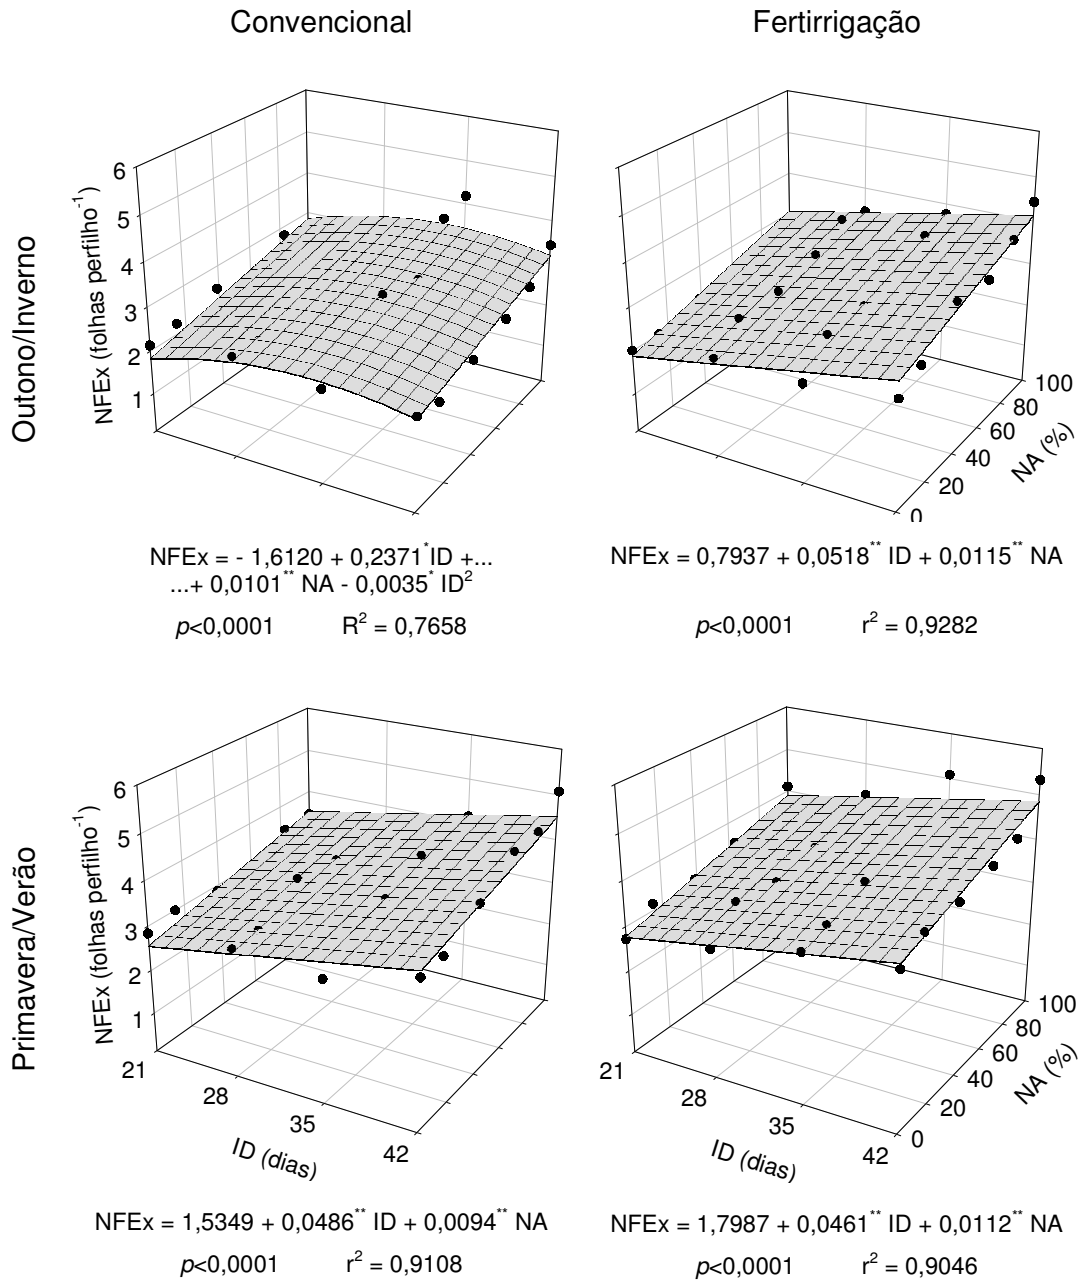 Convencional
Fertirrigação
Outono/Inverno
NFEx (folhas perfilho⁻¹)
6
5
4
3
2
1
100
80
60
40
20
0
NA (%)
NFEx = - 1,6120 + 0,2371* ID +...
...+ 0,0101** NA - 0,0035* ID²
p<0,0001 R² = 0,7658
NFEx = 0,7937 + 0,0518** ID + 0,0115** NA
p<0,0001 r² = 0,9282
Primavera/Verão
NFEx (folhas perfilho⁻¹)
6
5
4
3
2
1
21
28
35
42
ID (dias)
21
28
35
42
ID (dias)
100
80
60
40
20
0
NA (%)
NFEx = 1,5349 + 0,0486** ID + 0,0094** NA
p<0,0001 r² = 0,9108
NFEx = 1,7987 + 0,0461** ID + 0,0112** NA
p<0,0001 r² = 0,9046